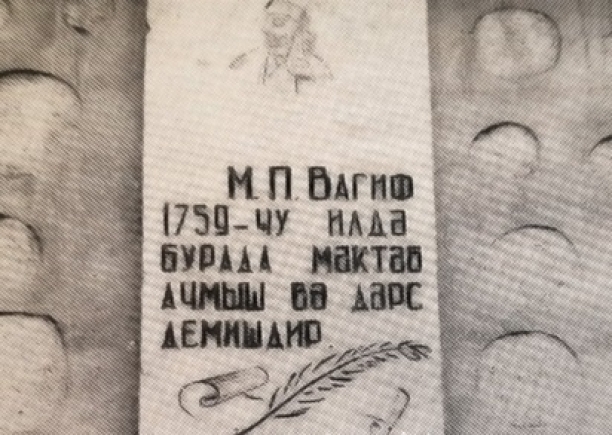 М. П. ВАГИФ
1759-ЧУ ИЛДӘ
БУРАДА МӘКТӘБ
АЧМЫШ ВӘ ДӘРС
ДЕМИШДИР